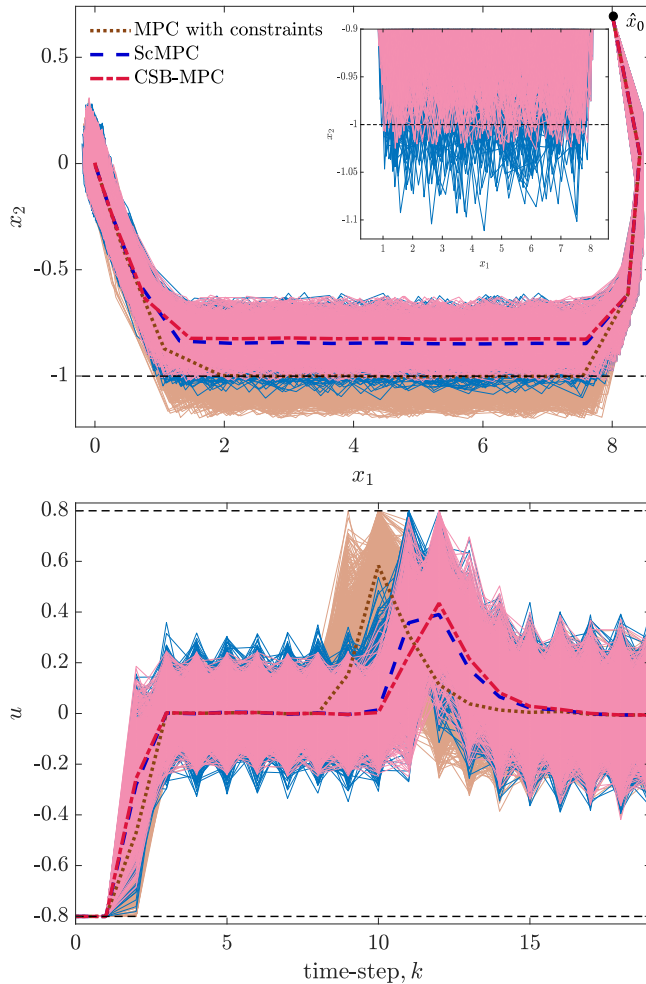 MPC with constraints
ScMPC
CSB-MPC
x̂₀
0.5
0
-0.5
-1
x₂
0 2 4 6 8
x₁
-0.9
-0.95
-1
-1.05
-1.1
x₂
1 2 3 4 5 6 7 8
x₁
0.8
0.6
0.4
0.2
0
-0.2
-0.4
-0.6
-0.8
u
0 5 10 15
time-step, k